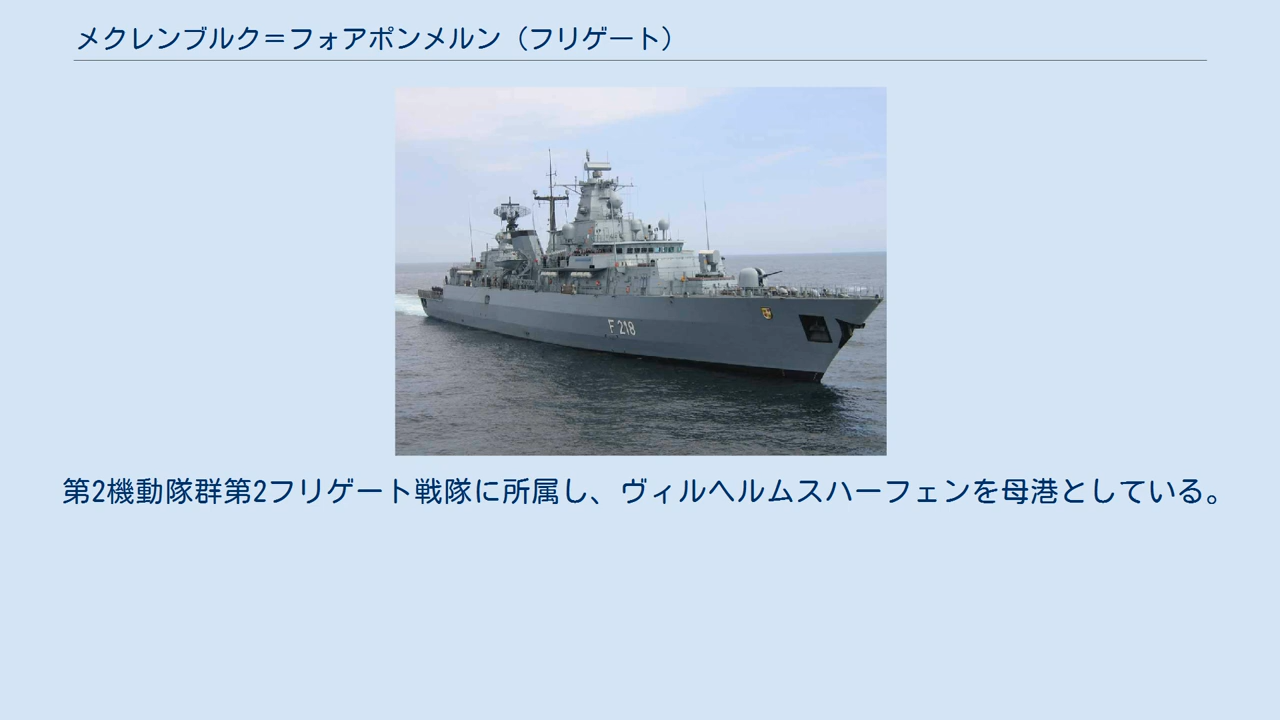 メクレンブルク＝フォアポンメルン（フリゲート）
F 218
第2機動隊群第2フリゲート戦隊に所属し、ヴィルヘルムスハーフェンを母港としている。